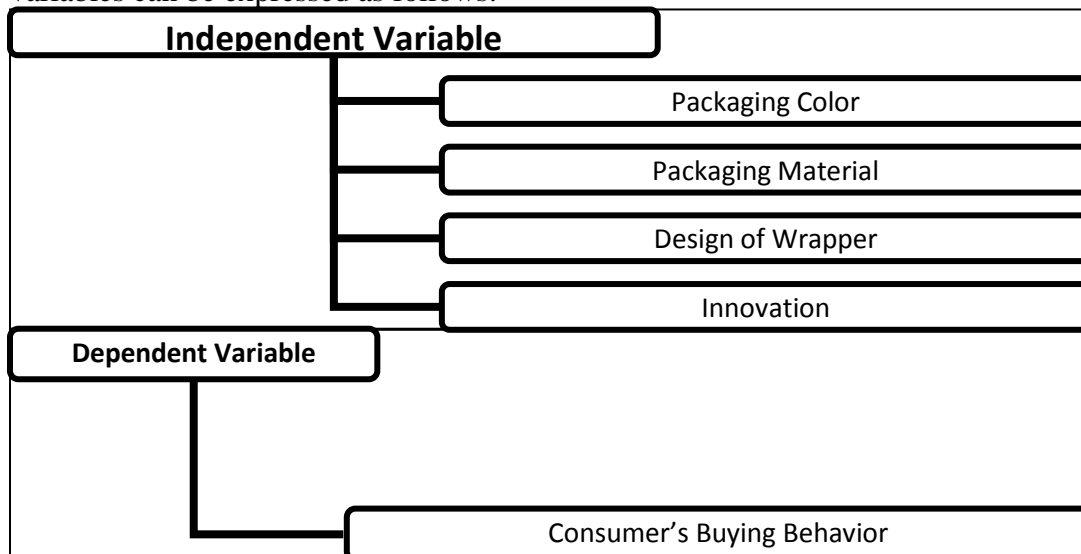 variables can be expressed as follows:
Independent Variable
Packaging Color
Packaging Material
Design of Wrapper
Innovation
Dependent Variable
Consumer’s Buying Behavior